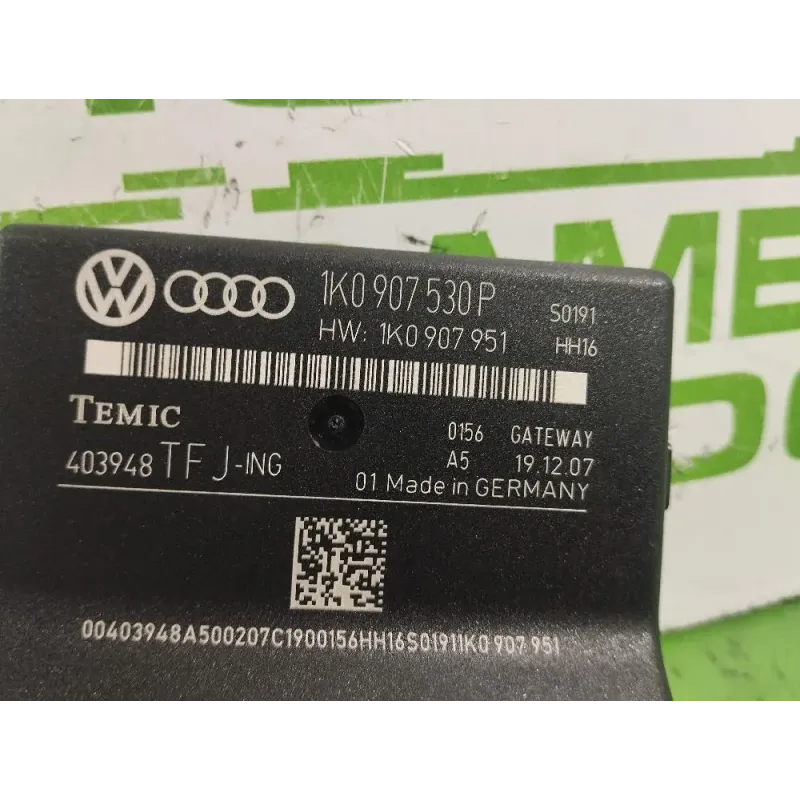 1K0 907 530 P
S0191
HW: 1K0 907 951
HH16
TEMIC
0156 GATEWAY
403948 TFJ-ING
A5 19.12.07
01 Made in GERMANY
00403948A500207C1900156HH16S01911K0 907 951